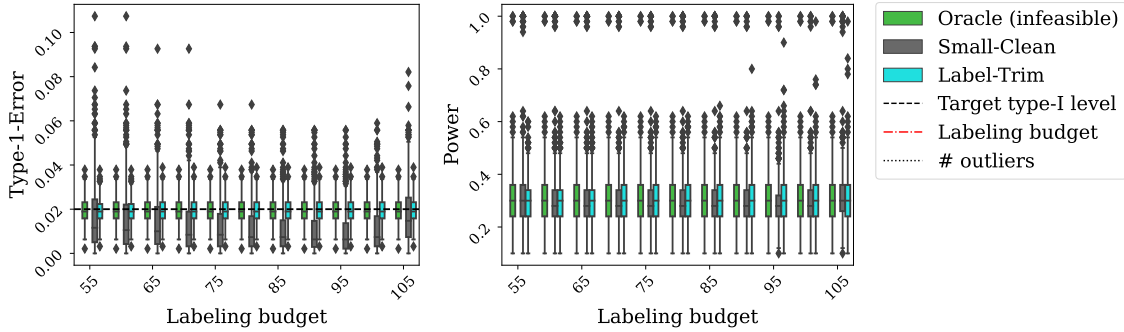 Type-1-Error
0.10
0.08
0.06
0.04
0.02
0.00
55
65
75
85
95
105
Labeling budget
Power
1.0
0.8
0.6
0.4
0.2
55
65
75
85
95
105
Labeling budget
Oracle (infeasible)
Small-Clean
Label-Trim
Target type-I level
Labeling budget
# outliers